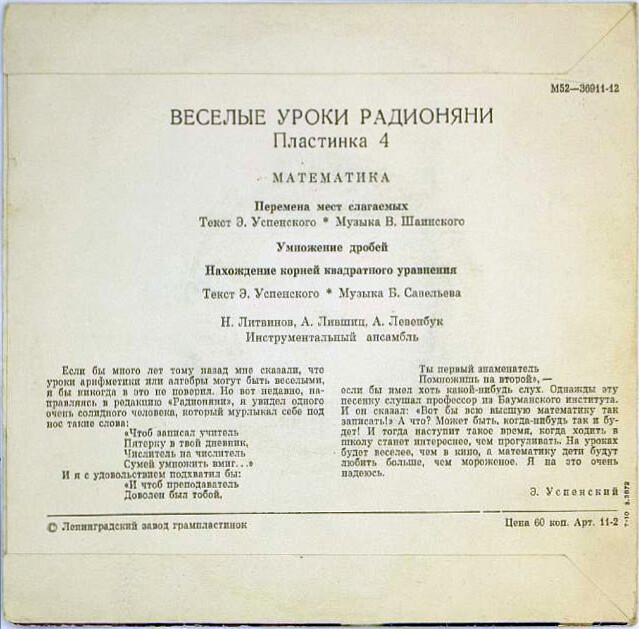 М52—36911-12
ВЕСЕЛЫЕ УРОКИ РАДИОНЯНИ
Пластинка 4
МАТЕМАТИКА
Перемена мест слагаемых
Текст Э. Успенского * Музыка В. Шаинского
Умножение дробей
Нахождение корней квадратного уравнения
Текст Э. Успенского * Музыка Б. Савельева
Н. Литвинов, А. Лившиц, А. Левенбук
Инструментальный ансамбль
Если бы много лет тому назад мне сказали, что
уроки арифметики или алгебры могут быть веселыми,
я бы никогда в это не поверил. Но вот недавно, на-
правляясь в редакцию «Радионяни», я увидел одного
очень солидного человека, который мурлыкал себе под
нос такие слова:
«Чтоб записал учитель
Пятерку в твой дневник,
Числитель на числитель
Сумей умножить вмиг...»
И я с удовольствием подхватил бы:
«И чтоб преподаватель
Доволен был тобой,
Ты первый знаменатель
Помножишь на второй», —
если бы имел хоть какой-нибудь слух. Однажды эту
песенку слушал профессор из Бауманского института.
И он сказал: «Вот бы всю высшую математику так
записать!» А что? Может быть, когда-нибудь так и бу-
дет! И тогда наступит такое время, когда ходить в
школу станет интереснее, чем прогуливать. На уроках
будет веселее, чем в кино, а математику дети будут
любить больше, чем мороженое. Я на это очень
надеюсь.
Э. Успенский
© Ленинградский завод грампластинок
Цена 60 коп. Арт. 11-2